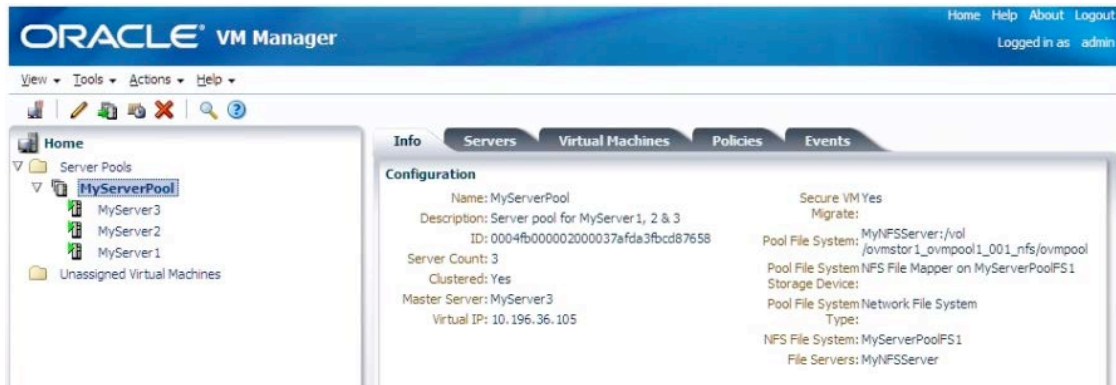 Home Help About Logout
ORACLE VM Manager
Logged in as admin
View Tools Actions Help
Home
Server Pools
MyServerPool
MyServer3
MyServer2
MyServer1
Unassigned Virtual Machines
Info Servers Virtual Machines Policies Events
Configuration
Name: MyServerPool
Description: Server pool for MyServer1, 2 & 3
ID: 0004fb000002000037afda3fbcd87658
Server Count: 3
Clustered: Yes
Master Server: MyServer3
Virtual IP: 10.196.36.105
Secure VM Yes
Migrate:
Pool File System: MyNFSServer:/vol
/ovmstor1_ovmpool1_001_nfs/ovmpool
Pool File System NFS File Mapper on MyServerPoolFS1
Storage Device:
Pool File System Network File System
Type:
NFS File System: MyServerPoolFS1
File Servers: MyNFSServer